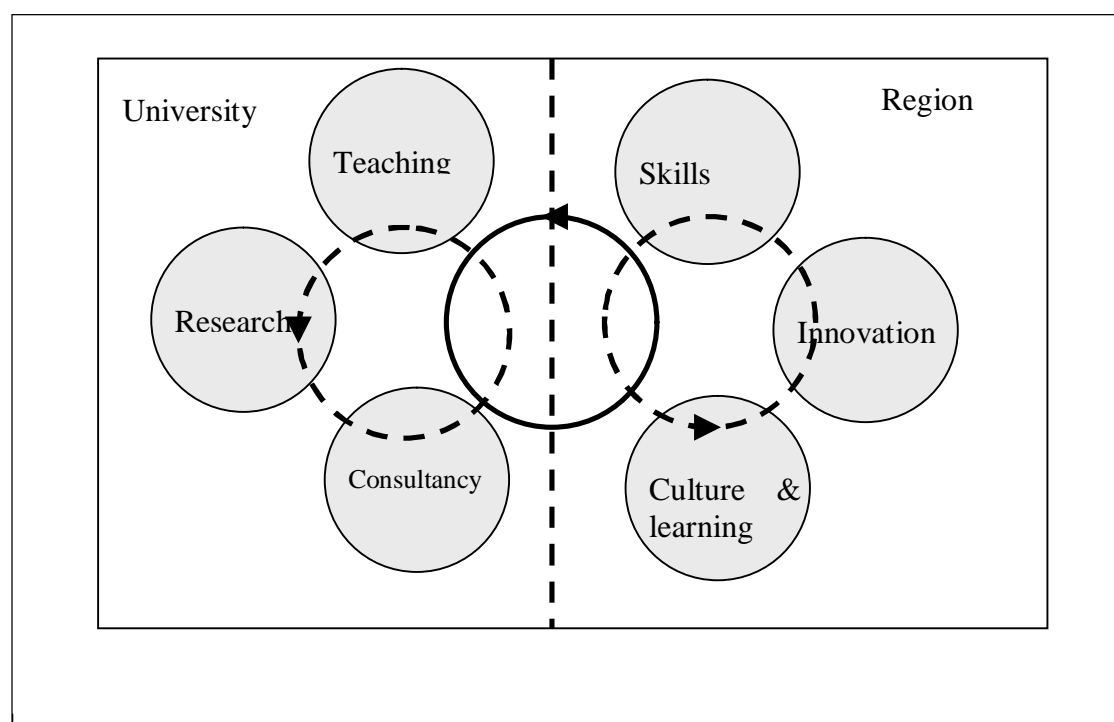 University
Region
Teaching
Skills
Research
Innovation
Consultancy
Culture &
learning